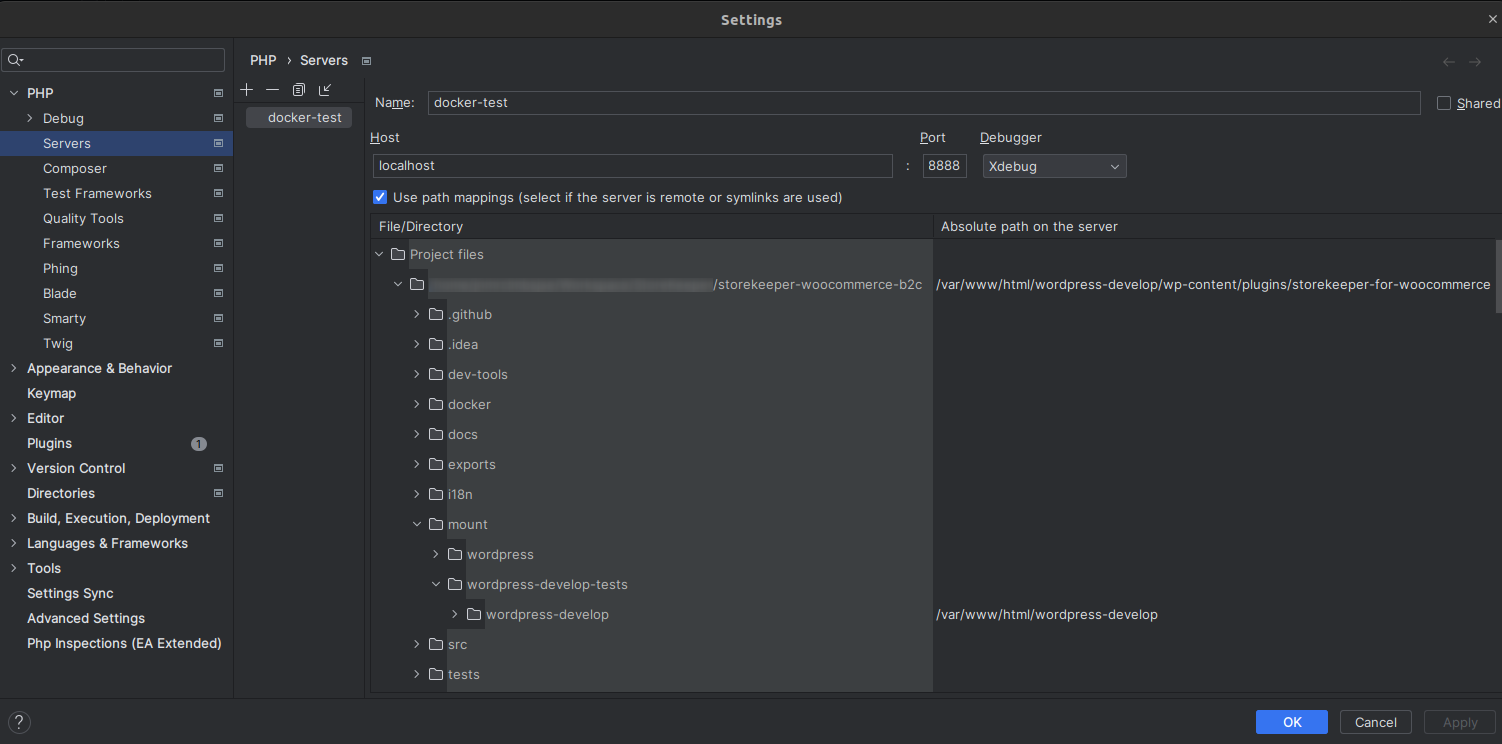 Settings
PHP › Servers
PHP
Debug
Servers
Composer
Test Frameworks
Quality Tools
Frameworks
Phing
Blade
Smarty
Twig
Appearance & Behavior
Keymap
Editor
Plugins 1
Version Control
Directories
Build, Execution, Deployment
Languages & Frameworks
Tools
Settings Sync
Advanced Settings
Php Inspections (EA Extended)
docker-test
Name: docker-test Shared
Host Port Debugger
localhost : 8888 Xdebug
Use path mappings (select if the server is remote or symlinks are used)
File/Directory Absolute path on the server
Project files
/storekeeper-woocommerce-b2c /var/www/html/wordpress-develop/wp-content/plugins/storekeeper-for-woocommerce
.github
.idea
dev-tools
docker
docs
exports
i18n
mount
wordpress
wordpress-develop-tests
wordpress-develop /var/www/html/wordpress-develop
src
tests
? OK Cancel Apply